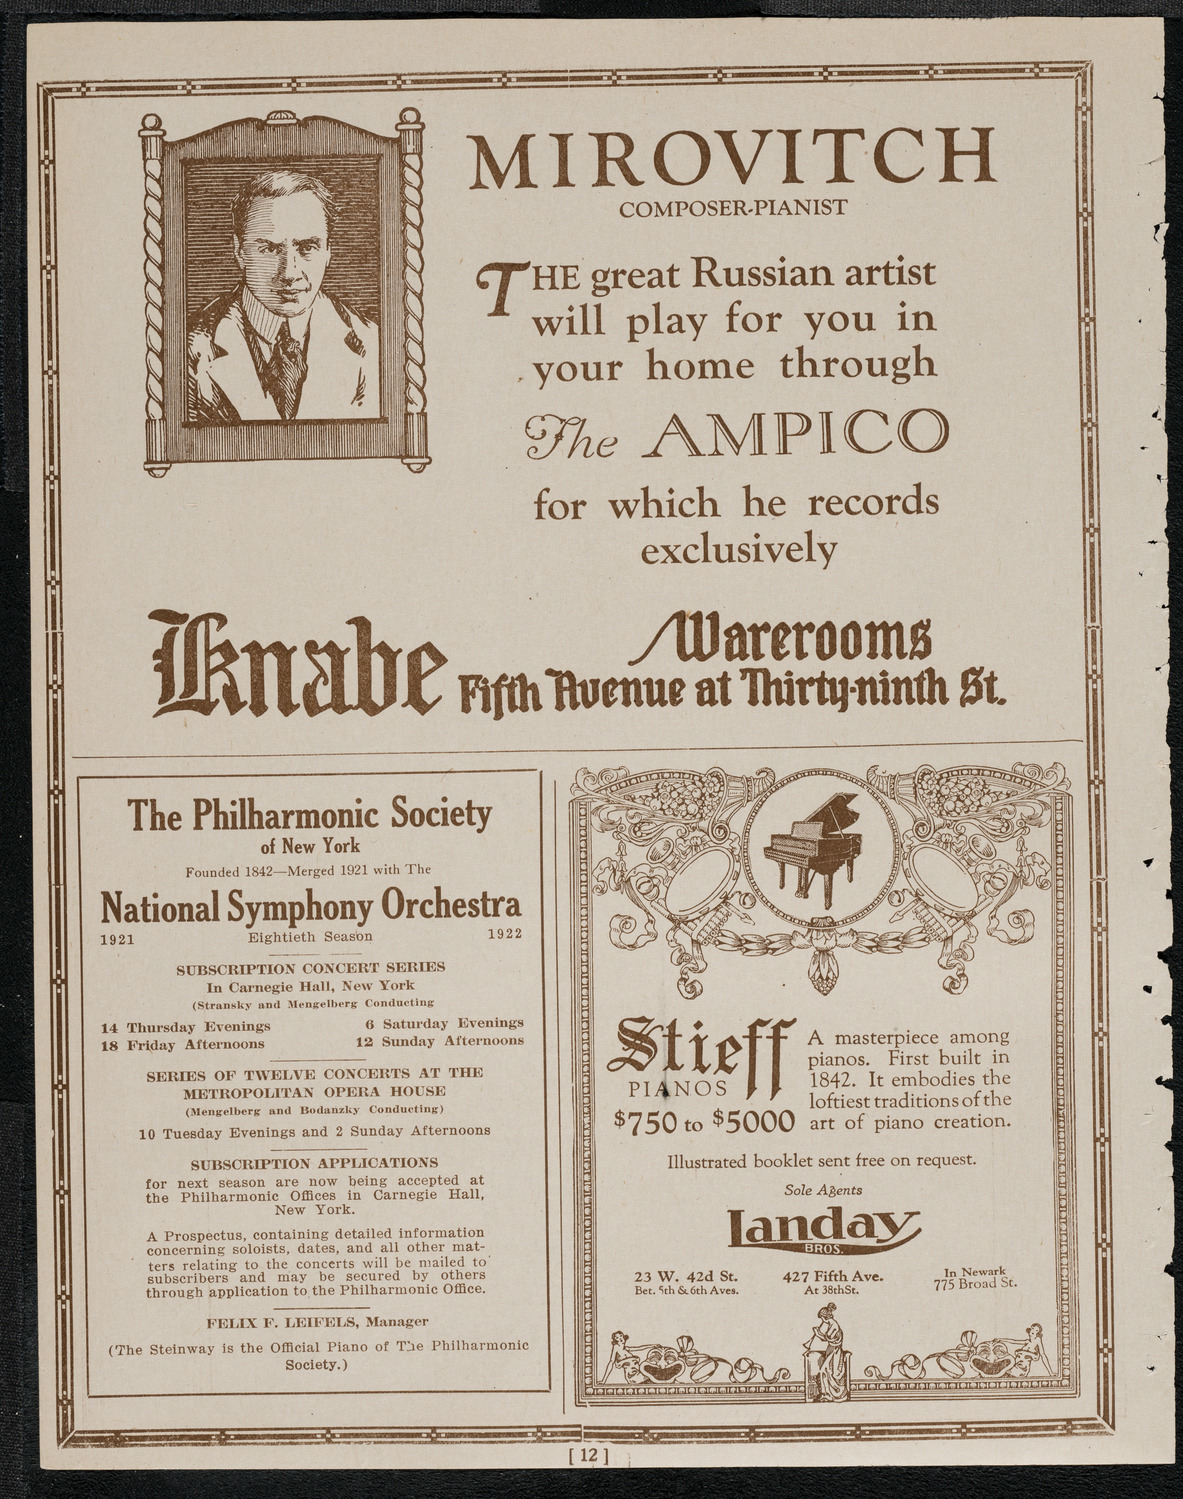 MIROVITCH
COMPOSER-PIANIST
THE great Russian artist
will play for you in
your home through
The AMPICO
for which he records
exclusively
Knabe Warerooms
Fifth Avenue at Thirty-ninth St.
The Philharmonic Society
of New York
Founded 1842—Merged 1921 with The
National Symphony Orchestra
1921 Eightieth Season 1922
SUBSCRIPTION CONCERT SERIES
In Carnegie Hall, New York
(Stransky and Mengelberg Conducting
14 Thursday Evenings 6 Saturday Evenings
18 Friday Afternoons 12 Sunday Afternoons
SERIES OF TWELVE CONCERTS AT THE
METROPOLITAN OPERA HOUSE
(Mengelberg and Bodanzky Conducting)
10 Tuesday Evenings and 2 Sunday Afternoons
SUBSCRIPTION APPLICATIONS
for next season are now being accepted at
the Philharmonic Offices in Carnegie Hall,
New York.
A Prospectus, containing detailed information
concerning soloists, dates, and all other mat-
ters relating to the concerts will be mailed to
subscribers and may be secured by others
through application to the Philharmonic Office.
FELIX F. LEIFELS, Manager
(The Steinway is the Official Piano of The Philharmonic
Society.)
Stieff
PIANOS
$750 to $5000
A masterpiece among
pianos. First built in
1842. It embodies the
loftiest traditions of the
art of piano creation.
Illustrated booklet sent free on request.
Sole Agents
Landay
BROS.
23 W. 42d St.
Bet. 5th & 6th Aves.
427 Fifth Ave.
At 38th St.
In Newark
775 Broad St.
[ 12 ]